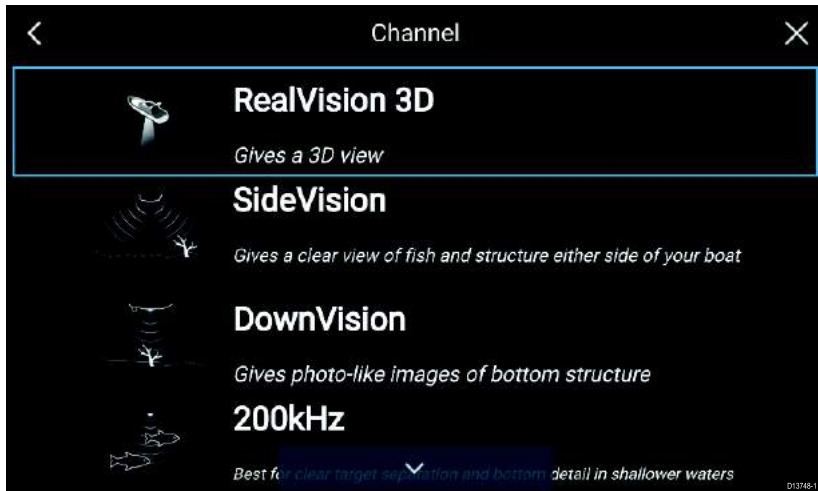 Channel
RealVision 3D
Gives a 3D view
SideVision
Gives a clear view of fish and structure either side of your boat
DownVision
Gives photo-like images of bottom structure
200kHz
Best for clear target separation and bottom detail in shallower waters
D13748-1